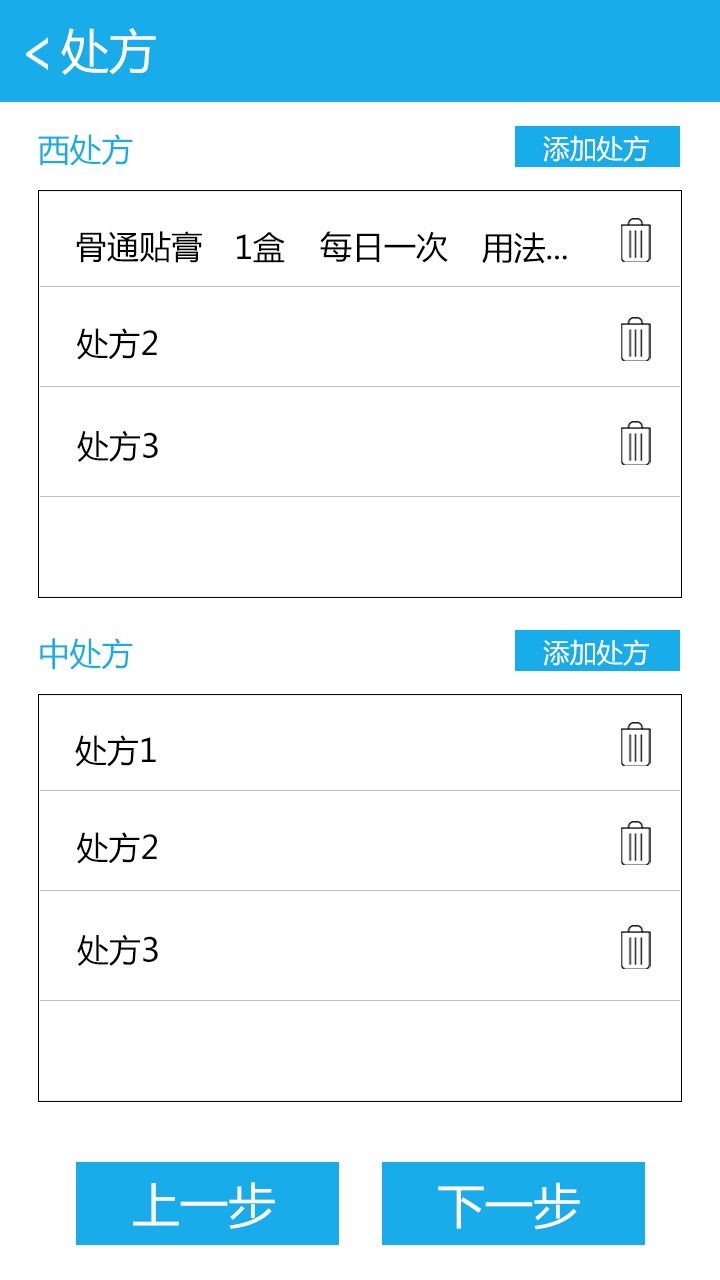 处方
西处方 添加处方
骨通贴膏 1盒 每日一次 用法...
处方2
处方3
中处方 添加处方
处方1
处方2
处方3
上一步 下一步